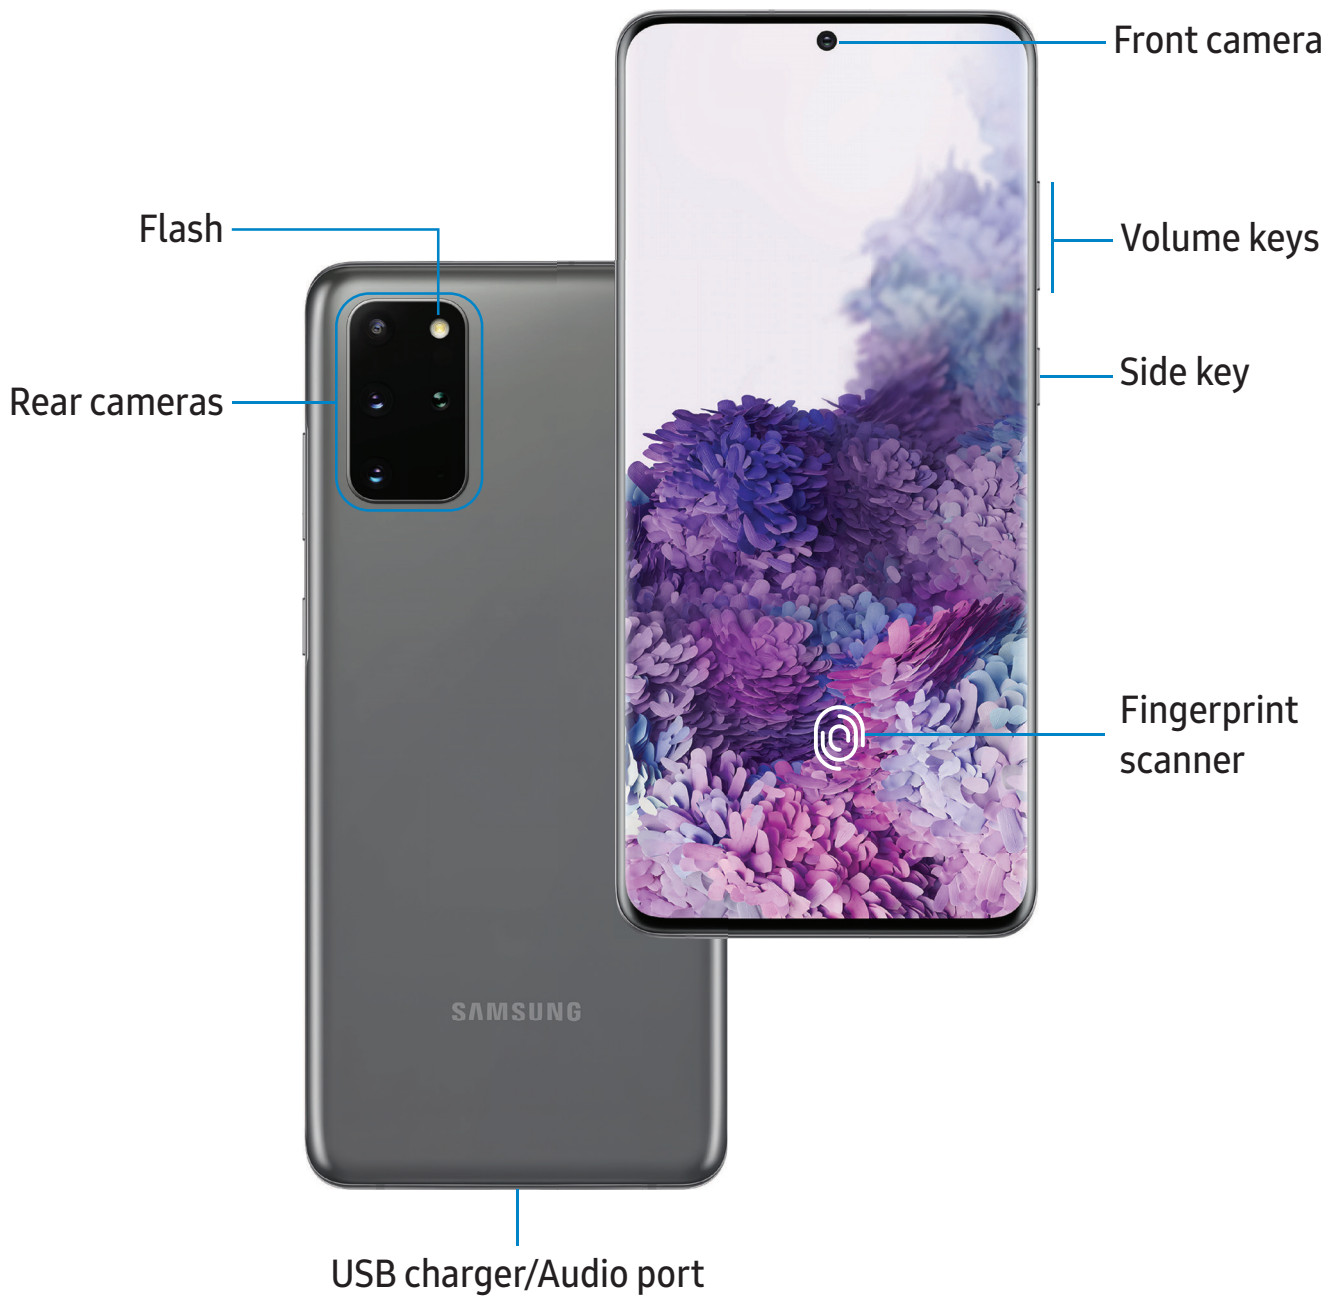 Front camera
Flash
Volume keys
Side key
Rear cameras
Fingerprint
scanner
SAMSUNG
USB charger/Audio port